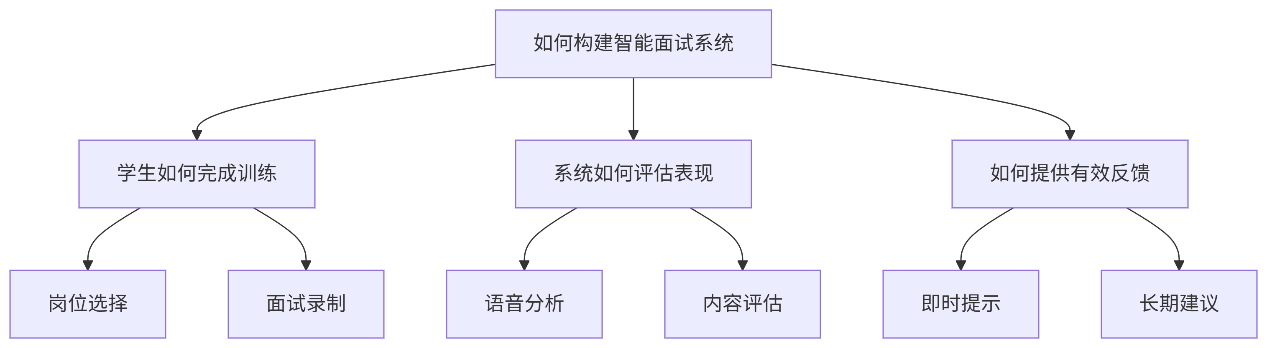 如何构建智能面试系统
学生如何完成训练
系统如何评估表现
如何提供有效反馈
岗位选择
面试录制
语音分析
内容评估
即时提示
长期建议